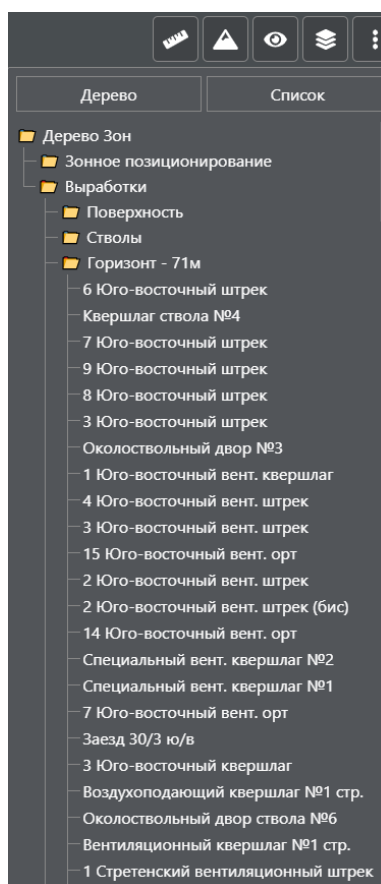 Дерево Список
Дерево Зон
Зонное позиционирование
Выработки
Поверхность
Стволы
Горизонт - 71м
6 Юго-восточный штрек
Квершлаг ствола №4
7 Юго-восточный штрек
9 Юго-восточный штрек
8 Юго-восточный штрек
3 Юго-восточный штрек
Околоствольный двор №3
1 Юго-восточный вент. квершлаг
4 Юго-восточный вент. штрек
3 Юго-восточный вент. штрек
15 Юго-восточный вент. орт
2 Юго-восточный вент. штрек
2 Юго-восточный вент. штрек (бис)
14 Юго-восточный вент. орт
Специальный вент. квершлаг №2
Специальный вент. квершлаг №1
7 Юго-восточный вент. орт
Заезд 30/3 ю/в
3 Юго-восточный квершлаг
Воздухоподающий квершлаг №1 стр.
Околоствольный двор ствола №6
Вентиляционный квершлаг №1 стр.
1 Стретенский вентиляционный штрек